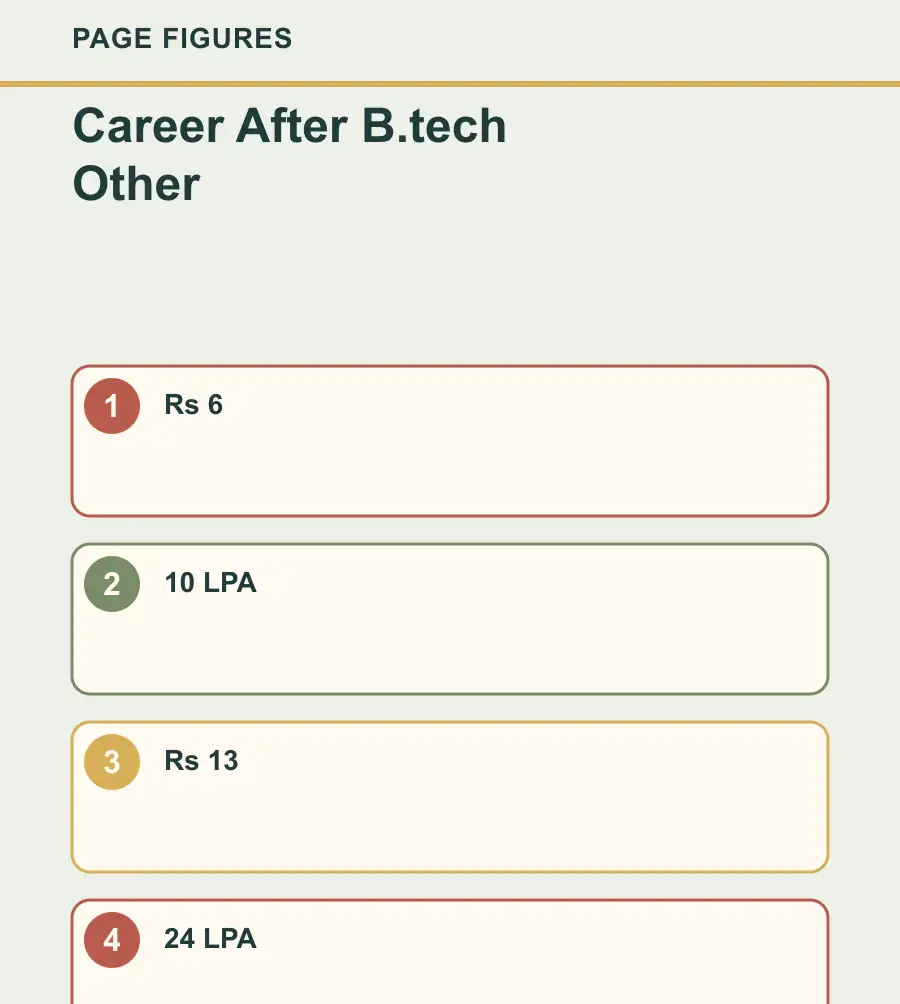 PAGE FIGURES
Career After B.tech
Other
1 Rs 6
2 10 LPA
3 Rs 13
4 24 LPA